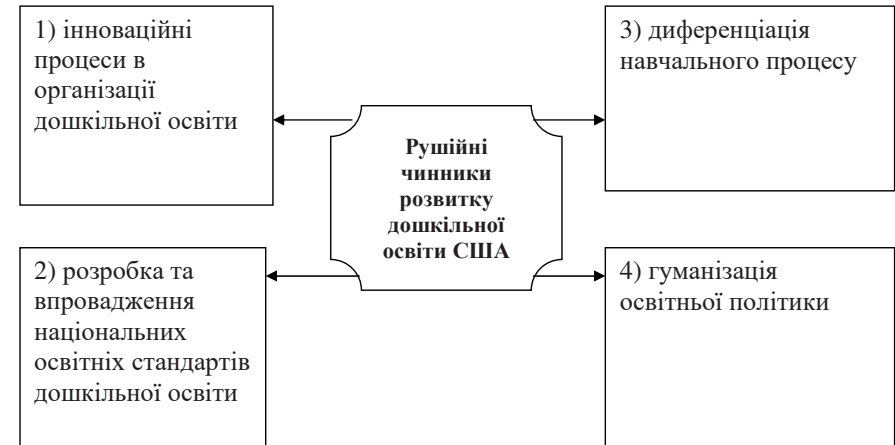 1) інноваційні
процеси в
організації
дошкільної освіти
3) диференціація
навчального процесу
Рушійні
чинники
розвитку
дошкільної
освіти США
2) розробка та
впровадження
національних
освітніх стандартів
дошкільної освіти
4) гуманізація
освітньої політики